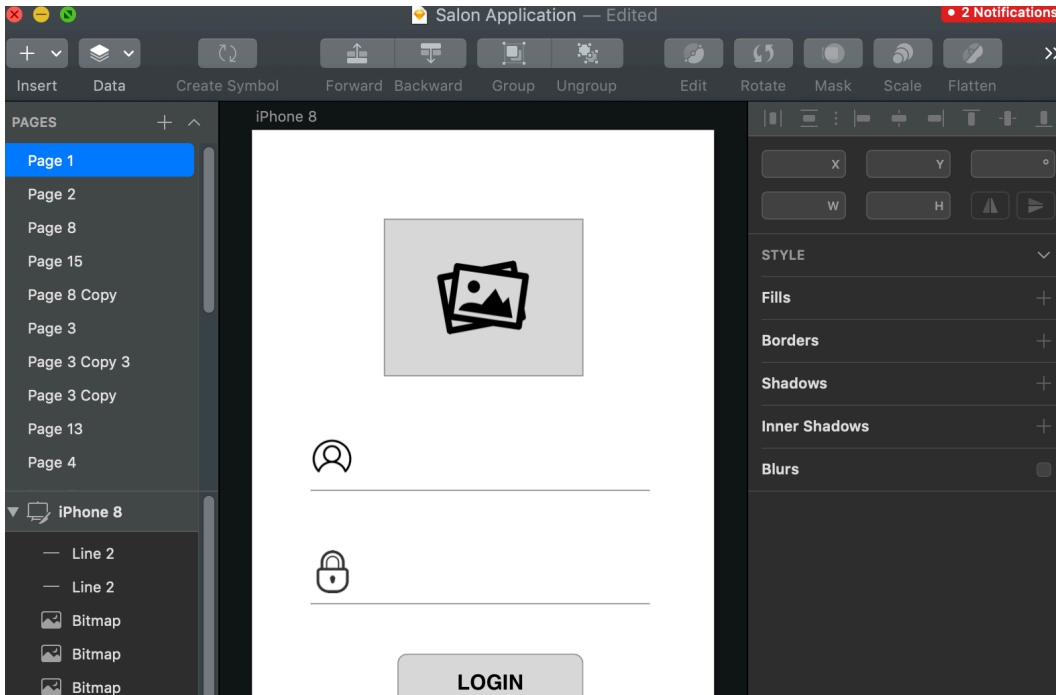 Salon Application — Edited
2 Notifications
Insert Data Create Symbol Forward Backward Group Ungroup Edit Rotate Mask Scale Flatten
PAGES
iPhone 8
Page 1
Page 2
Page 8
Page 15
Page 8 Copy
Page 3
Page 3 Copy 3
Page 3 Copy
Page 13
Page 4
iPhone 8
Line 2
Line 2
Bitmap
Bitmap
Bitmap
LOGIN
X Y °
W H
STYLE
Fills
Borders
Shadows
Inner Shadows
Blurs